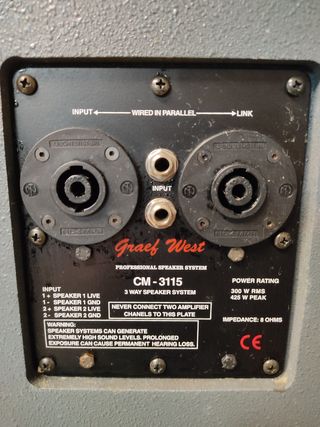 INPUT WIRED IN PARALLEL LINK
INPUT
Graef West
PROFESSIONAL SPEAKER SYSTEM
CM - 3115
3 WAY SPEAKER SYSTEM
POWER RATING
300 W RMS
425 W PEAK
INPUT
1 + SPEAKER 1 LIVE
1 - SPEAKER 1 GND
2 + SPEAKER 2 LIVE
2 - SPEAKER 2 GND
NEVER CONNECT TWO AMPLIFIER
CHANELS TO THIS PLATE
IMPEDANCE: 8 OHMS
WARNING:
SPEAKER SYSTEMS CAN GENERATE
EXTREMELY HIGH SOUND LEVELS. PROLONGED
EXPOSURE CAN CAUSE PERMANENT HEARING LOSS.
CE